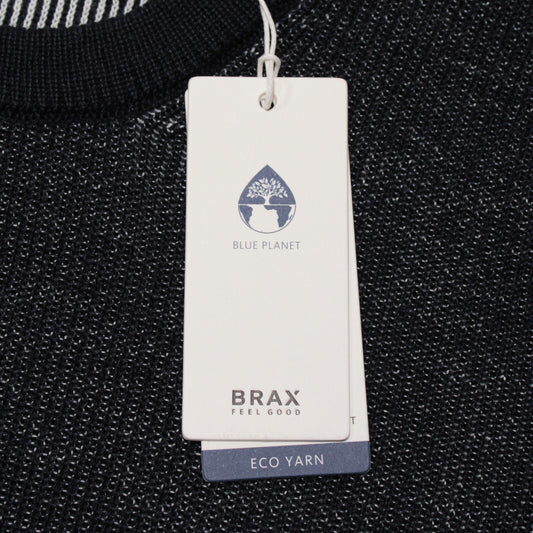 BLUE PLANET
BRAX
FEEL GOOD
T
ECO YARN